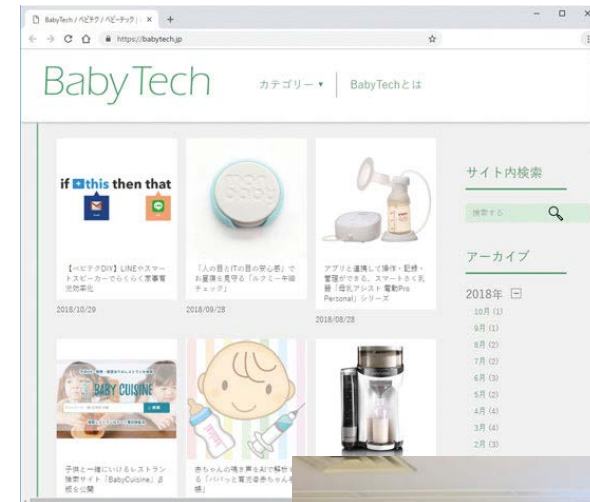 BabyTech / ベビテク / ベビーテック |
https://babytech.jp
BabyTech
カテゴリー ▾
BabyTechとは
if this then that
【ベビテクDIY】LINEやスマー
トスピーカーでらくらく家事育
児効率化
2018/10/29
「人の目とITの目の安心感」で
お昼寝を見守る「ルクミー午睡
チェック」
2018/09/28
アプリと連携して操作・記録・
管理ができる、スマートさく乳
器「母乳アシスト 電動Pro
Personal」シリーズ
2018/08/28
BABY CUISINE
子供と一緒にいけるレストラン
検索サイト「BabyCuisine」β
版を公開
赤ちゃんの鳴き声をAIで解析す
る「パパっと育児@赤ちゃん手
帳」
サイト内検索
検索する
アーカイブ
2018年
10月 (1)
9月 (1)
8月 (2)
7月 (2)
6月 (3)
5月 (2)
4月 (4)
3月 (4)
2月 (3)